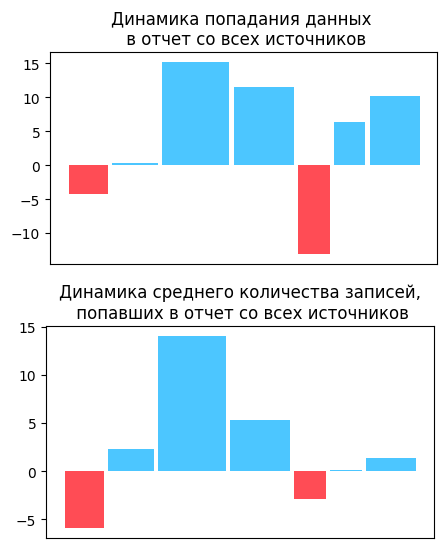 Динамика попадания данных
в отчет со всех источников
15
10
5
0
−5
−10
Динамика среднего количества записей,
попавших в отчет со всех источников
15
10
5
0
−5